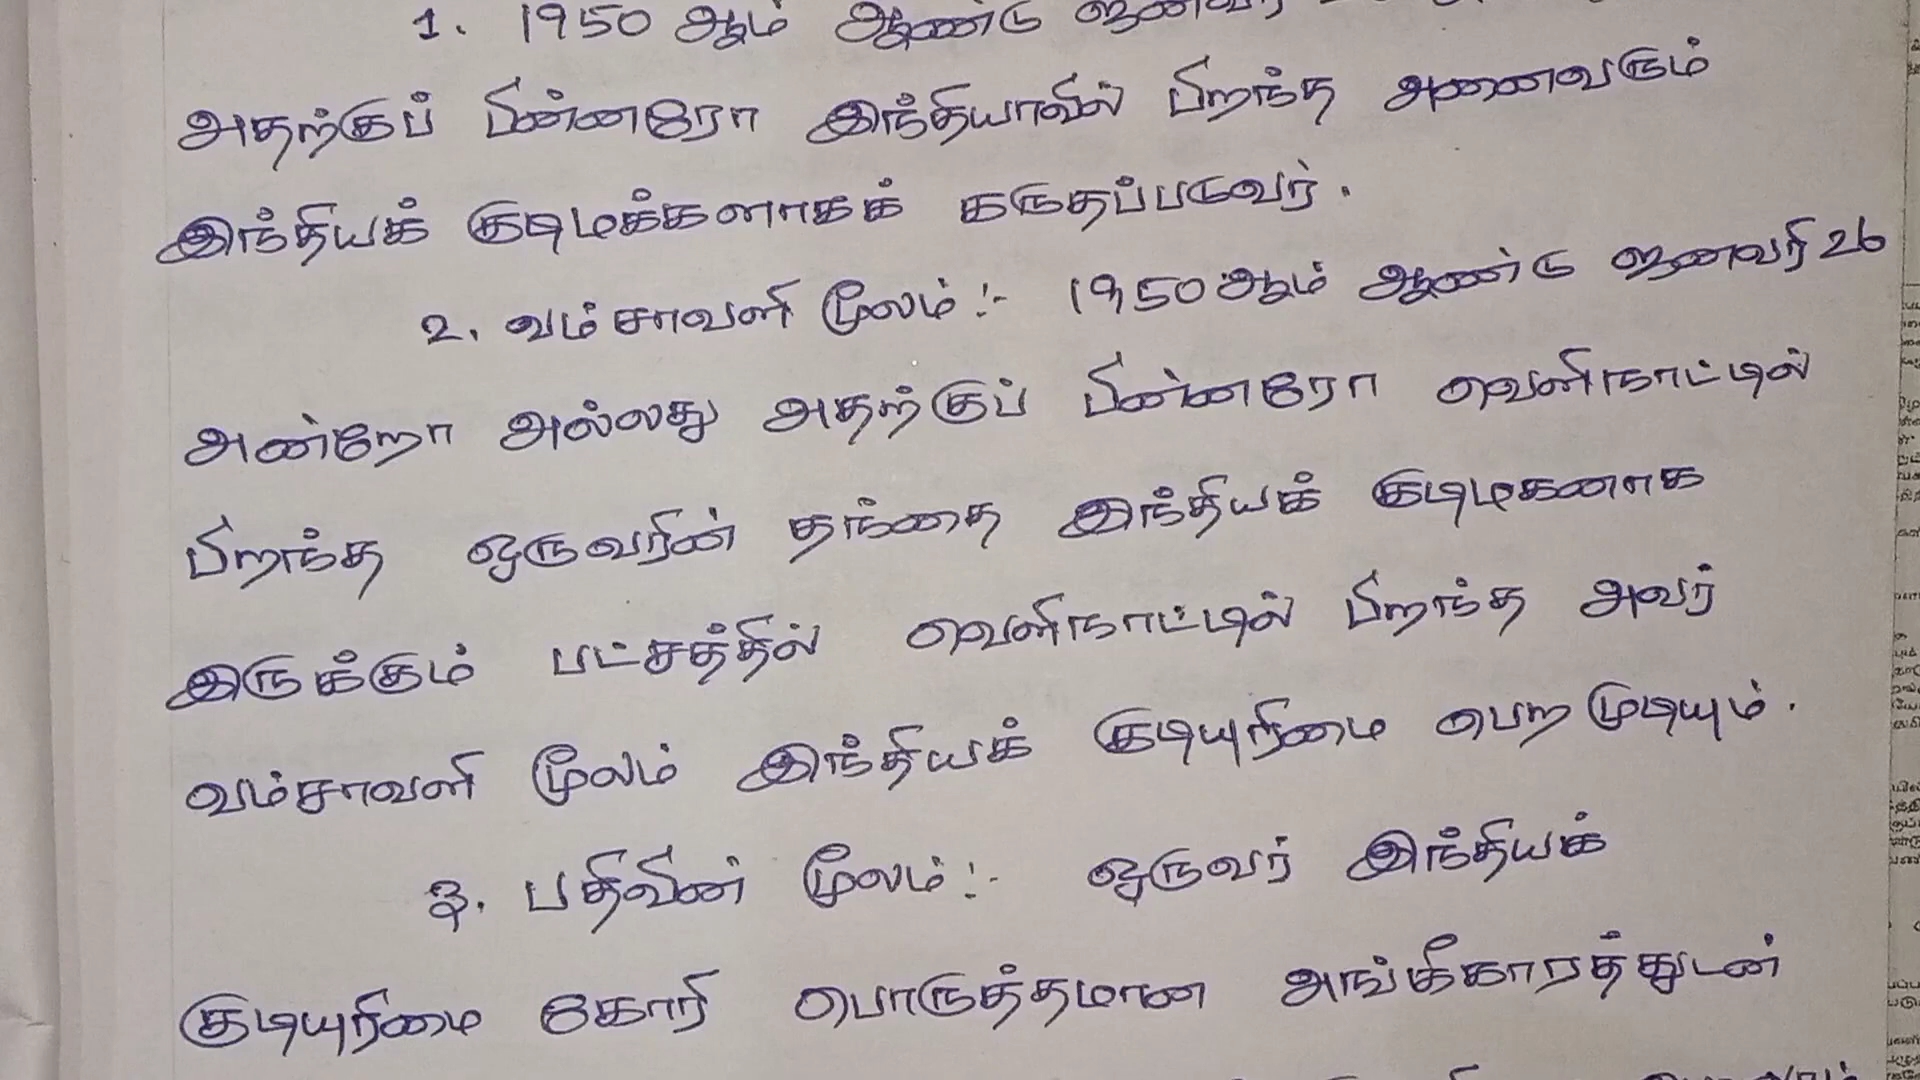 1. 1950 ஆம் ஆண்டு ஜனவரி
அதற்குப் பின்னரோ இந்தியாவில் பிறந்த அனைவரும்
இந்தியக் குடிமக்களாகக் கருதப்படுவர்.
2. வம்சாவளி மூலம்:- 1950 ஆம் ஆண்டு ஜனவரி 26
அன்றோ அல்லது அதற்குப் பின்னரோ வெளிநாட்டில்
பிறந்த ஒருவரின் தந்தை இந்தியக் குடிமகனாக
இருக்கும் பட்சத்தில் வெளிநாட்டில் பிறந்த அவர்
வம்சாவளி மூலம் இந்தியக் குடியுரிமை பெற முடியும்.
3. பதிவின் மூலம்:- ஒருவர் இந்தியக்
குடியுரிமை கோரி பொருத்தமான அங்கீகாரத்துடன்